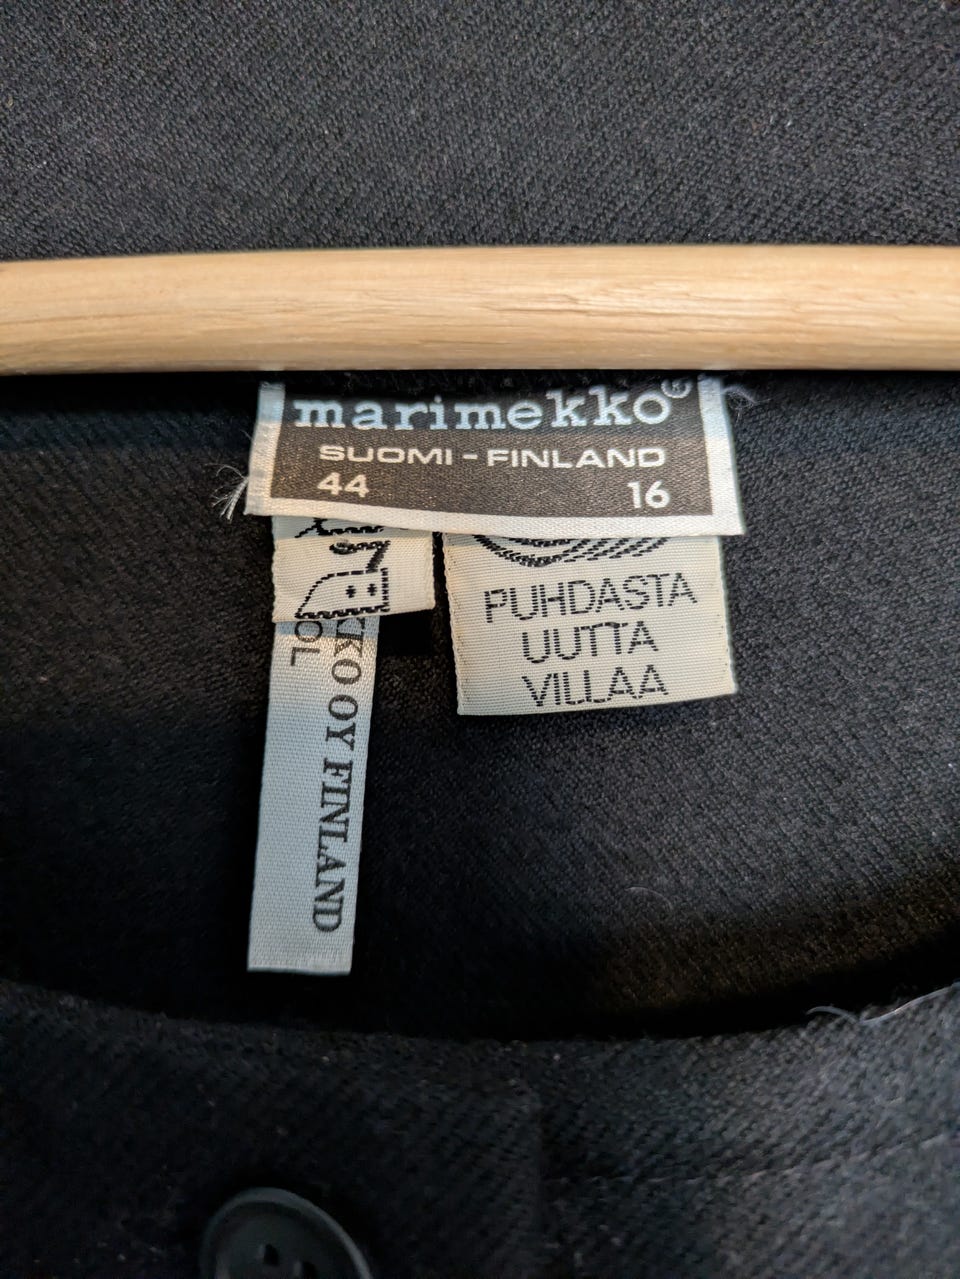 marimekko®
SUOMI - FINLAND
44 16
PUHDASTA
UUTTA
VILLAA
OY FINLAND